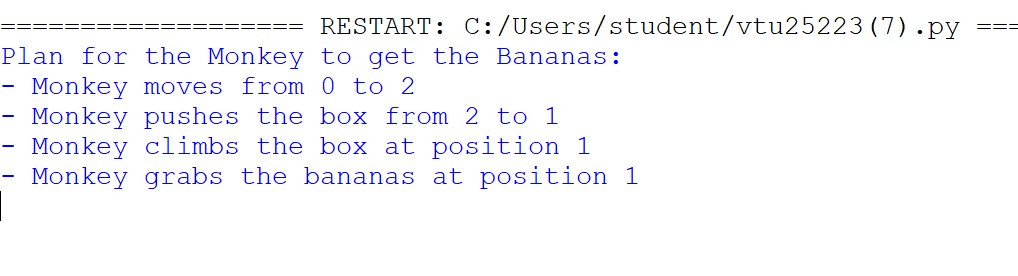 =================== RESTART: C:/Users/student/vtu25223(7).py ===
Plan for the Monkey to get the Bananas:
- Monkey moves from 0 to 2
- Monkey pushes the box from 2 to 1
- Monkey climbs the box at position 1
- Monkey grabs the bananas at position 1